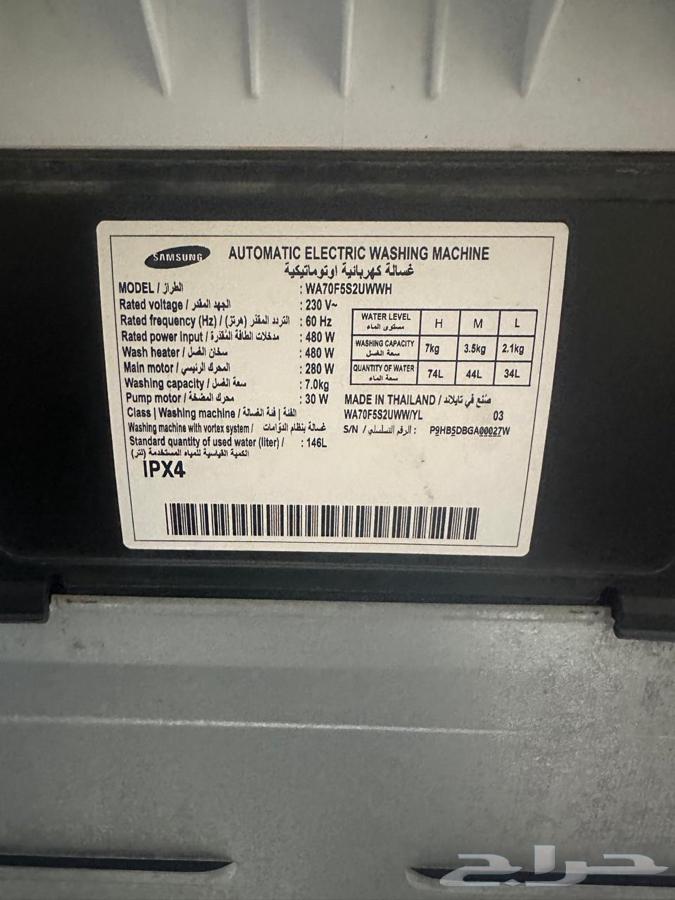 SAMSUNG
AUTOMATIC ELECTRIC WASHING MACHINE
غسالة كهربائية اوتوماتيكية
MODEL / الطراز : WA70F5S2UWWH
Rated voltage / الجهد المقدر : 230 V~
Rated frequency (Hz) / التردد المقدر (هرتز) : 60 Hz
Rated power Input / مدخلات الطاقة المُقدرة : 480 W
Wash heater / سخان الغسل : 480 W
Main motor / المحرك الرئيسي : 280 W
Washing capacity / سعة الغسل : 7.0kg
Pump motor / محرك المضخة : 30 W
Class | Washing machine / الفئة | فئة الغسالة :
Washing machine with vortex system / غسالة بنظام الدوّامات
Standard quantity of used water (liter) / : 146L
الكمية القياسية للمياه المستخدمة (لتر)
IPX4
WATER LEVEL مستوى الماء H M L
WASHING CAPACITY سعة الغسل 7kg 3.5kg 2.1kg
QUANTITY OF WATER سعة الماء 74L 44L 34L
MADE IN THAILAND / صُنع في تايلاند
WA70F5S2UWW/YL 03
S/N / الرقم التسلسلي : P9HB5DBGA00027W
حراج